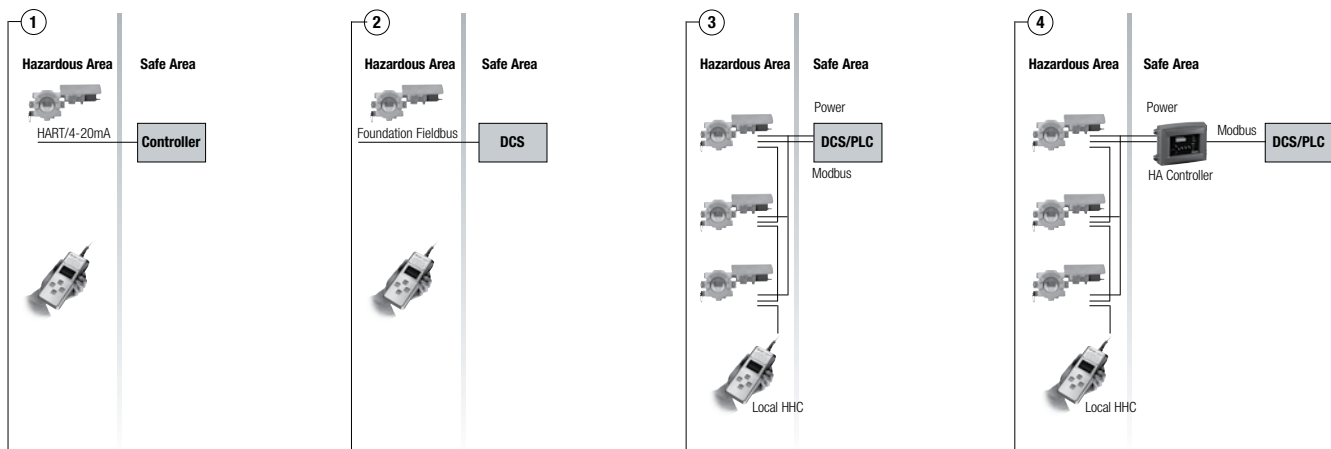 1
Hazardous Area
Safe Area
HART/4-20mA
Controller
2
Hazardous Area
Safe Area
Foundation Fieldbus
DCS
3
Hazardous Area
Safe Area
Power
DCS/PLC
Modbus
Local HHC
4
Hazardous Area
Safe Area
Power
Modbus
DCS/PLC
HA Controller
Local HHC